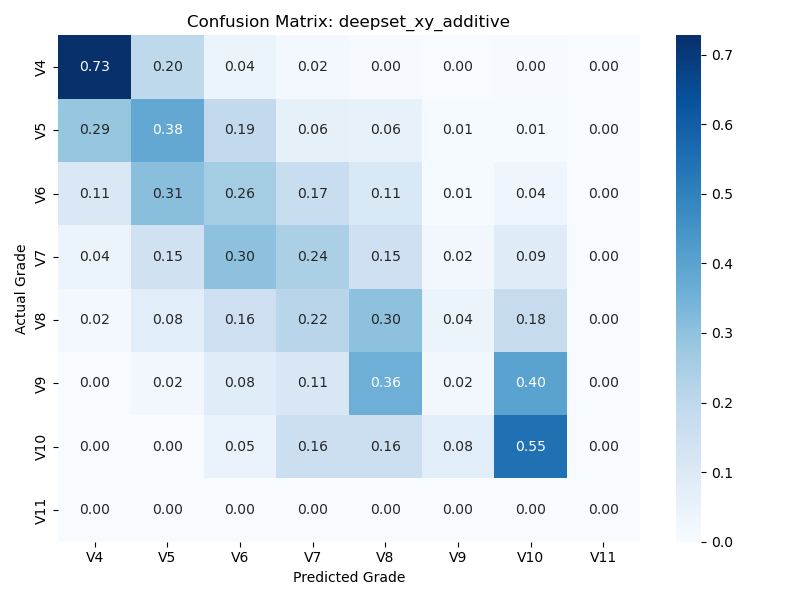 Confusion Matrix: deepset_xy_additive
Actual Grade
V4 0.73 0.20 0.04 0.02 0.00 0.00 0.00 0.00
V5 0.29 0.38 0.19 0.06 0.06 0.01 0.01 0.00
V6 0.11 0.31 0.26 0.17 0.11 0.01 0.04 0.00
V7 0.04 0.15 0.30 0.24 0.15 0.02 0.09 0.00
V8 0.02 0.08 0.16 0.22 0.30 0.04 0.18 0.00
V9 0.00 0.02 0.08 0.11 0.36 0.02 0.40 0.00
V10 0.00 0.00 0.05 0.16 0.16 0.08 0.55 0.00
V11 0.00 0.00 0.00 0.00 0.00 0.00 0.00 0.00
V4 V5 V6 V7 V8 V9 V10 V11
Predicted Grade
0.7
0.6
0.5
0.4
0.3
0.2
0.1
0.0